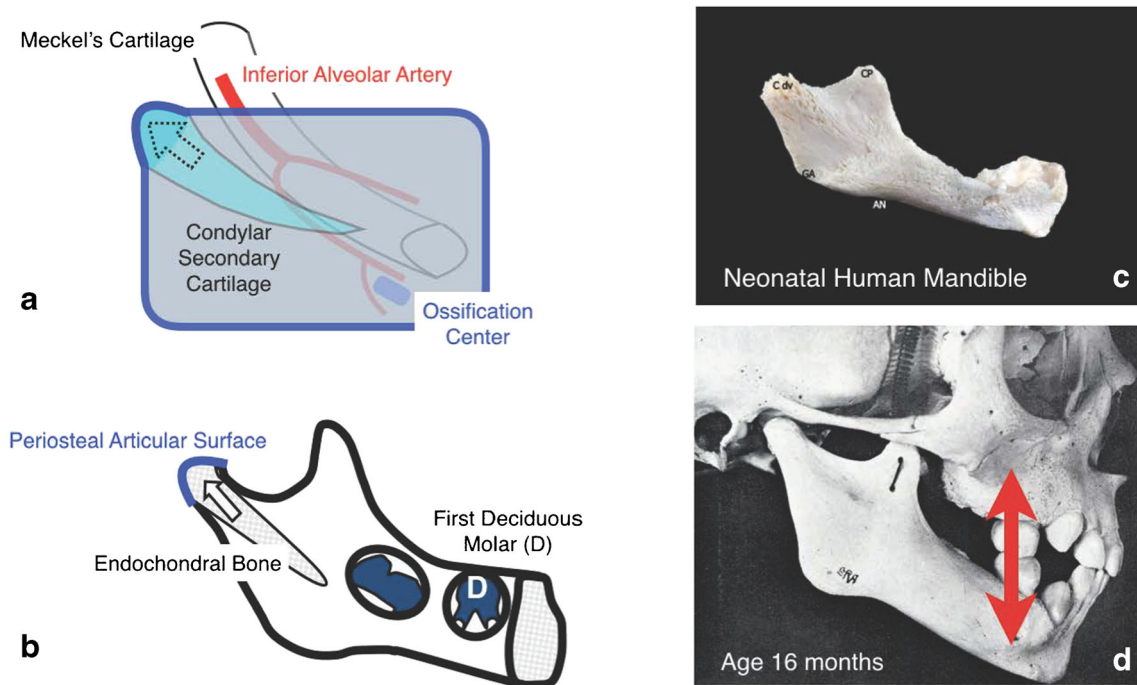 Meckel's Cartilage
Inferior Alveolar Artery
Condylar
Secondary
Cartilage
a
Ossification
Center
Periosteal Articular Surface
First Deciduous
Molar (D)
Endochondral Bone
D
b
C dv
CP
GA
AN
Neonatal Human Mandible
c
Age 16 months
d